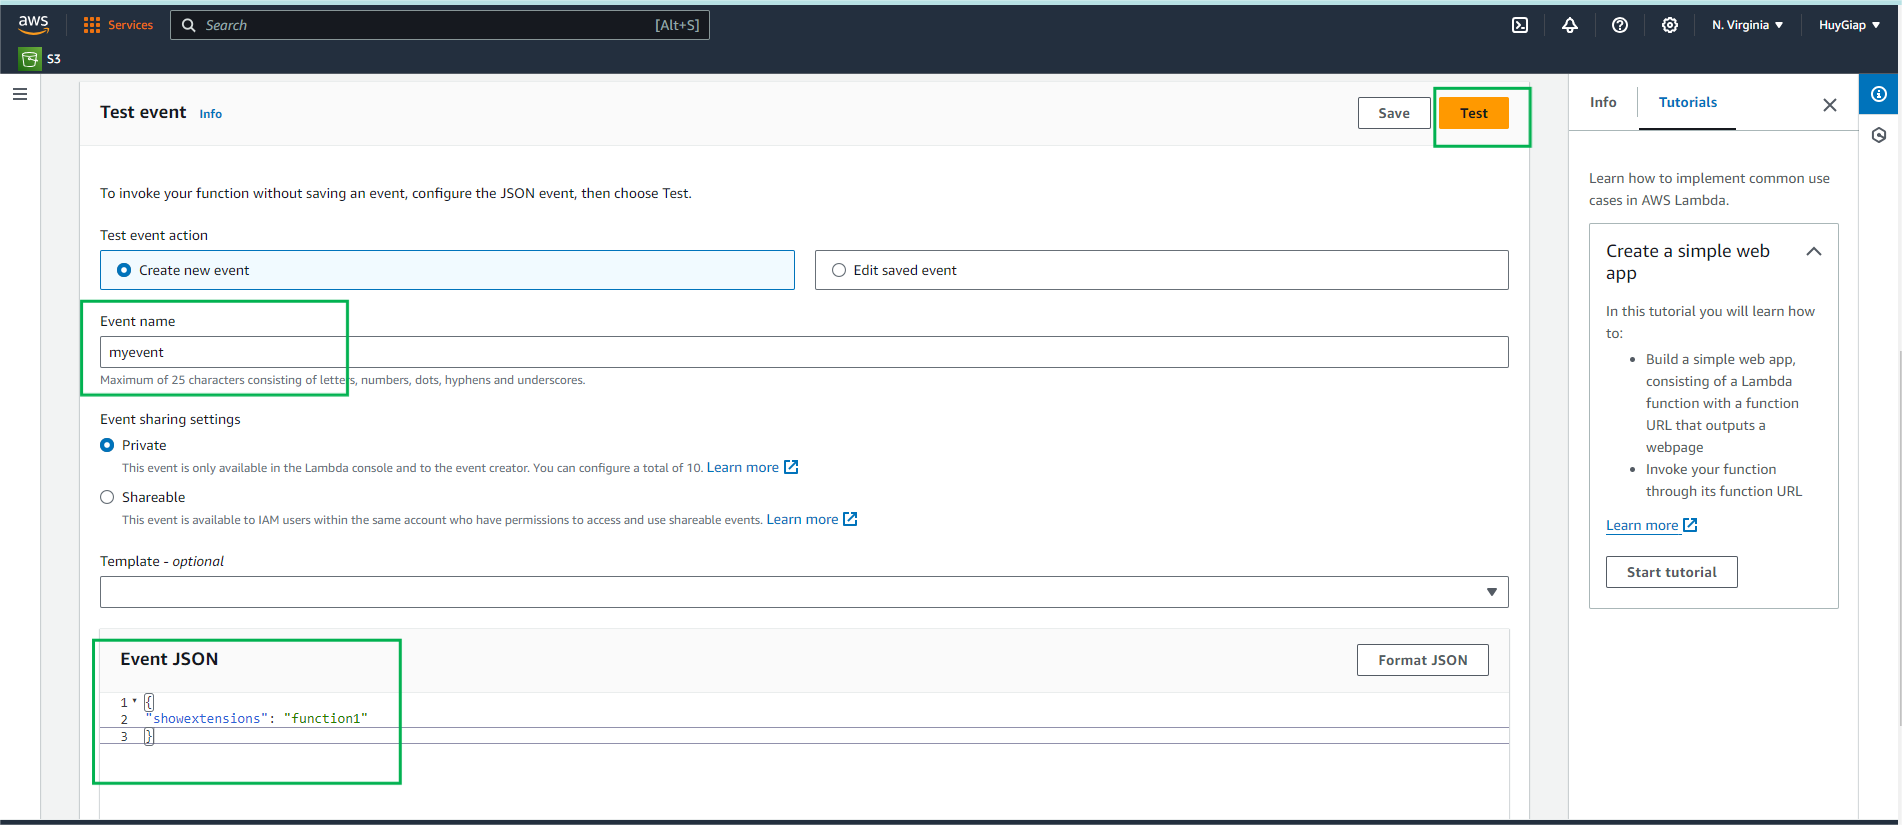 aws
Services
Search
[Alt+S]
N. Virginia
HuyGiap
S3
Test event
Info
Save
Test
To invoke your function without saving an event, configure the JSON event, then choose Test.
Test event action
Create new event
Edit saved event
Event name
myevent
Maximum of 25 characters consisting of letters, numbers, dots, hyphens and underscores.
Event sharing settings
Private
This event is only available in the Lambda console and to the event creator. You can configure a total of 10. Learn more
Shareable
This event is available to IAM users within the same account who have permissions to access and use shareable events. Learn more
Template - optional
Event JSON
Format JSON
1 {
2 "showextensions": "function1"
3 }
Info
Tutorials
Learn how to implement common use
cases in AWS Lambda.
Create a simple web
app
In this tutorial you will learn how
to:
• Build a simple web app,
consisting of a Lambda
function with a function
URL that outputs a
webpage
• Invoke your function
through its function URL
Learn more
Start tutorial